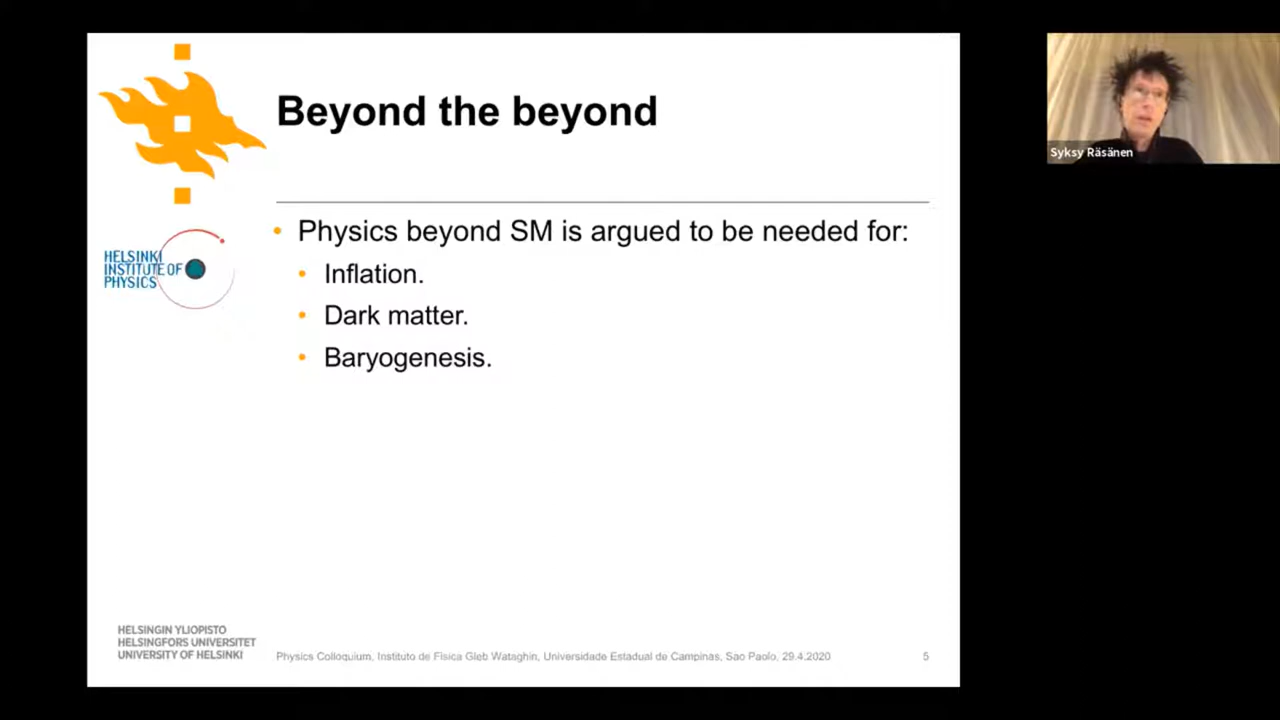 Beyond the beyond
Syksy Räsänen
• Physics beyond SM is argued to be needed for:
• Inflation.
• Dark matter.
• Baryogenesis.
HELSINKI
INSTITUTE OF
PHYSICS
HELSINGIN YLIOPISTO
HELSINGFORS UNIVERSITET
UNIVERSITY OF HELSINKI
Physics Colloquium, Instituto de Física Gleb Wataghin, Universidade Estadual de Campinas, Sao Paolo, 29.4.2020
5